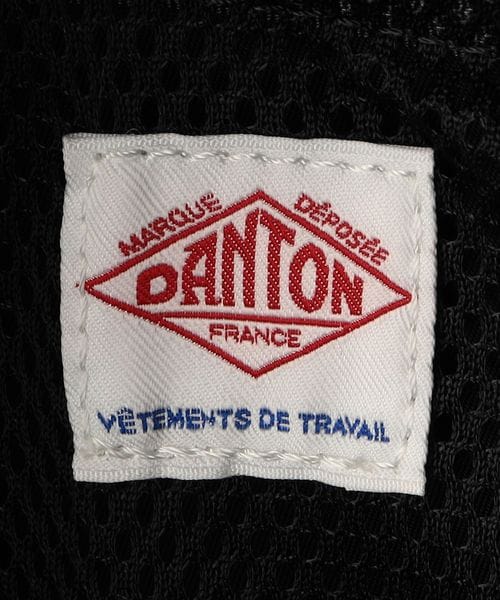 MARQUE DÉPOSÉE
DANTON
FRANCE
VÊTEMENTS DE TRAVAIL